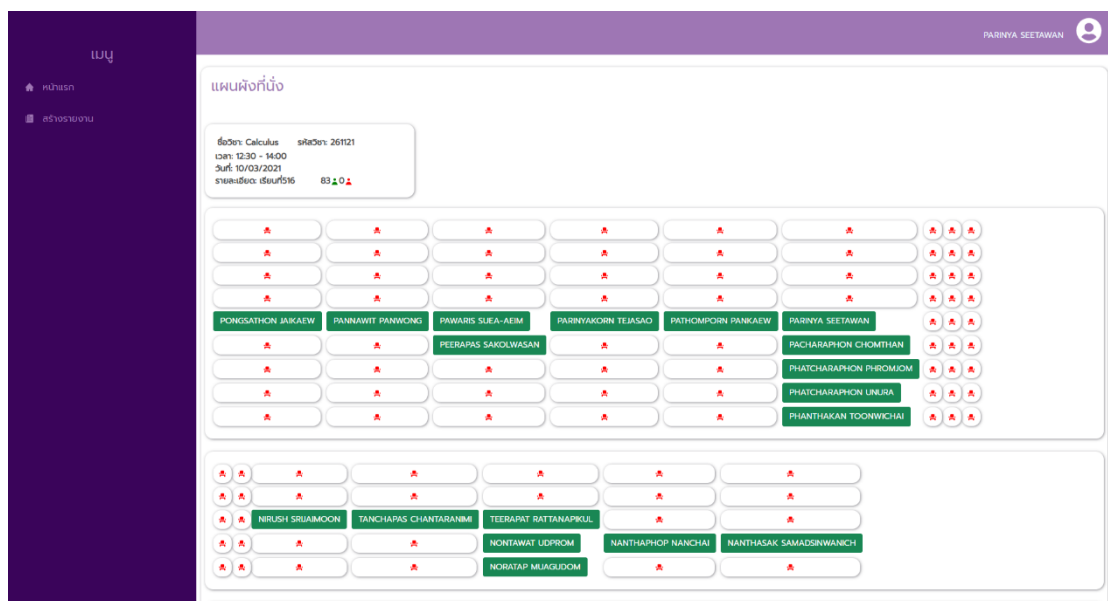 PARINYA SEETAWAN
เมนู
หน้าแรก
สร้างรายงาน
แผนผังที่นั่ง
ชื่อวิชา: Calculus รหัสวิชา: 261121
เวลา: 12:30 - 14:00
วันที่: 10/03/2021
รายละเอียด: เรียนที่516 83 0
PONGSATHON JAIKAEW PANNAWIT PANWONG PAWARIS SUEA-AEIM PARINYAKORN TEJASAO PATHOMPORN PANKAEW PARINYA SEETAWAN
PEERAPAS SAKOLWASAN PACHARAPHON CHOMTHAN
PHATCHARAPHON PHROMJOM
PHATCHARAPHON UNURA
PHANTHAKAN TOONWICHAI
NIRUSH SRIJAIMOON TANCHAPAS CHANTARANIMI TEERAPAT RATTANAPIKUL
NONTAWAT UDPROM NANTHAPHOP NANCHAI NANTHASAK SAMADSINWANICH
NORATAP MUAGUDOM